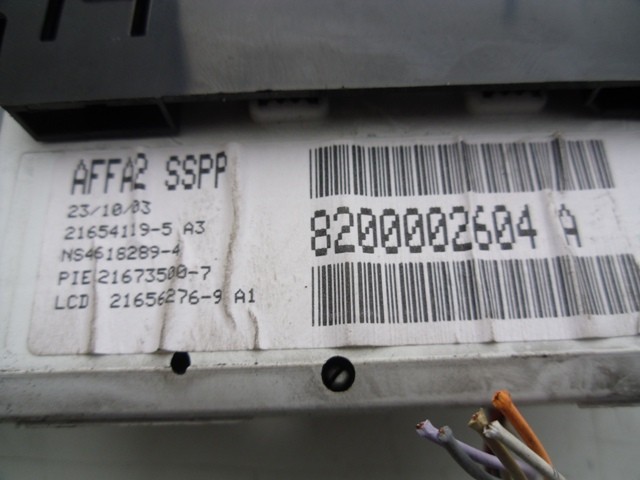 AFFA2 SSPP
23/10/03
21654119-5 A3
NS4618289-4
PIE 21673500-7
LCD 21656276-9 A1
8200002604 A